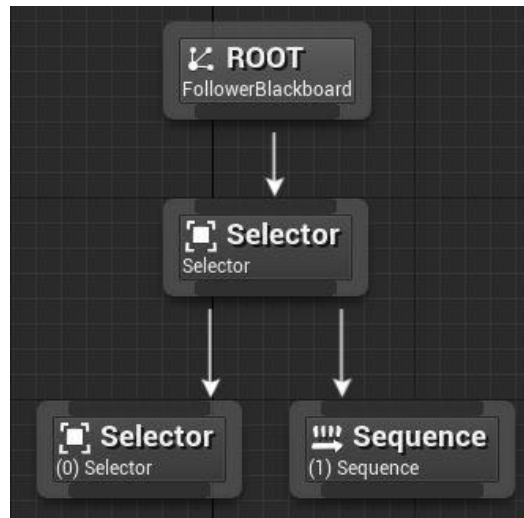 ROOT
FollowerBlackboard
Selector
Selector
Selector
(0) Selector
Sequence
(1) Sequence